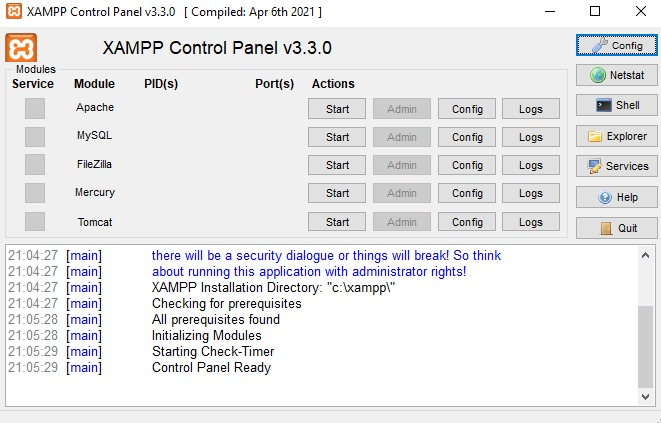 XAMPP Control Panel v3.3.0 [ Compiled: Apr 6th 2021 ]
XAMPP Control Panel v3.3.0
Config
Modules
Service Module PID(s) Port(s) Actions
Netstat
Apache Start Admin Config Logs
Shell
MySQL Start Admin Config Logs
Explorer
FileZilla Start Admin Config Logs
Services
Mercury Start Admin Config Logs
Help
Tomcat Start Admin Config Logs
Quit
21:04:27 [main] there will be a security dialogue or things will break! So think
21:04:27 [main] about running this application with administrator rights!
21:04:27 [main] XAMPP Installation Directory: "c:\xampp\"
21:04:27 [main] Checking for prerequisites
21:05:28 [main] All prerequisites found
21:05:28 [main] Initializing Modules
21:05:29 [main] Starting Check-Timer
21:05:29 [main] Control Panel Ready